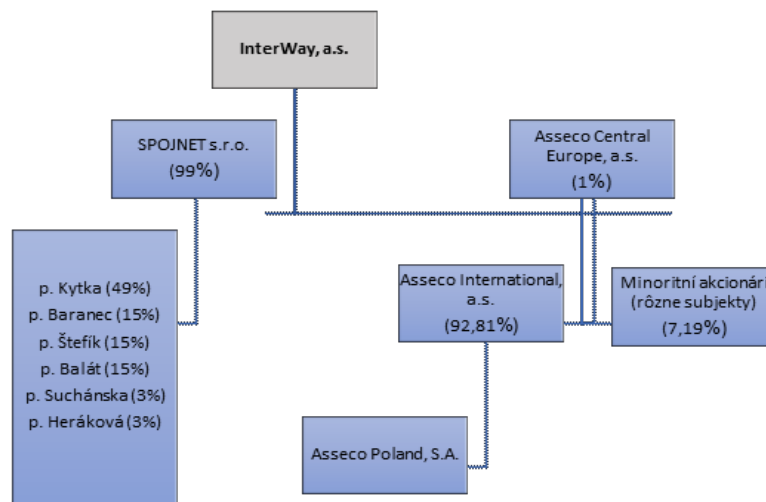 InterWay, a.s.
SPOJNET s.r.o.
(99%)
Asseco Central
Europe, a.s.
(1%)
p. Kytka (49%)
p. Baranec (15%)
p. Štefík (15%)
p. Balát (15%)
p. Suchánska (3%)
p. Heráková (3%)
Asseco International,
a.s.
(92,81%)
Minoritní akcionári
(rôzne subjekty)
(7,19%)
Asseco Poland, S.A.